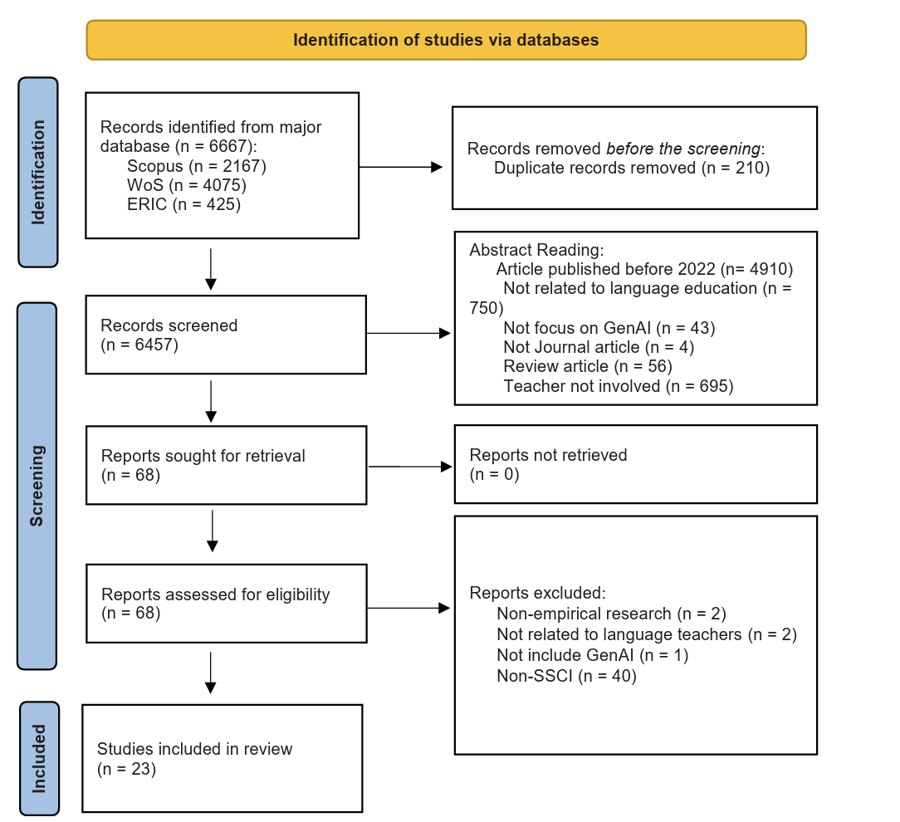 Identification of studies via databases
Identification
Records identified from major
database (n = 6667):
Scopus (n = 2167)
WoS (n = 4075)
ERIC (n = 425)
Records removed before the screening:
Duplicate records removed (n = 210)
Screening
Records screened
(n = 6457)
Abstract Reading:
Article published before 2022 (n= 4910)
Not related to language education (n =
750)
Not focus on GenAI (n = 43)
Not Journal article (n = 4)
Review article (n = 56)
Teacher not involved (n = 695)
Reports sought for retrieval
(n = 68)
Reports not retrieved
(n = 0)
Reports assessed for eligibility
(n = 68)
Reports excluded:
Non-empirical research (n = 2)
Not related to language teachers (n = 2)
Not include GenAI (n = 1)
Non-SSCI (n = 40)
Included
Studies included in review
(n = 23)